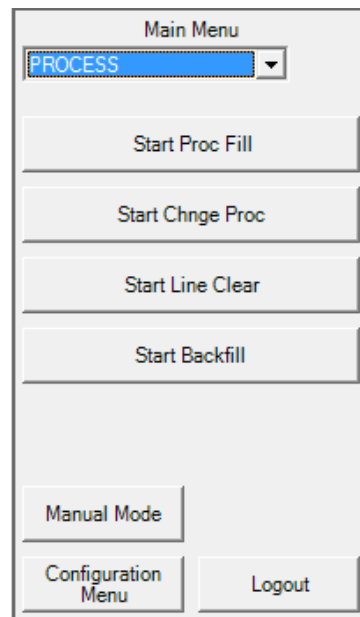 Main Menu
PROCESS
Start Proc Fill
Start Chnge Proc
Start Line Clear
Start Backfill
Manual Mode
Configuration
Menu
Logout